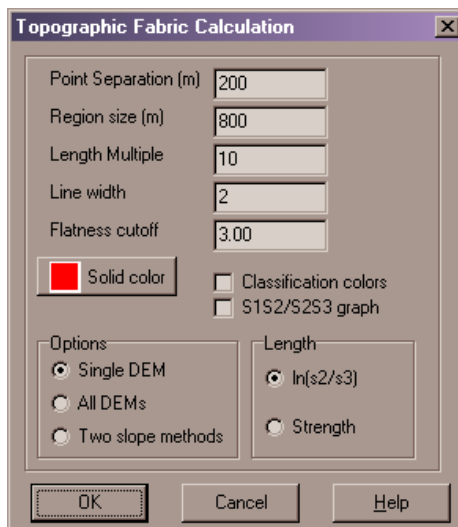 Topographic Fabric Calculation
Point Separation (m) 200
Region size (m) 800
Length Multiple 10
Line width 2
Flatness cutoff 3.00
Solid color
Classification colors
S1S2/S2S3 graph
Options
Single DEM
All DEMs
Two slope methods
Length
ln(s2/s3)
Strength
OK Cancel Help